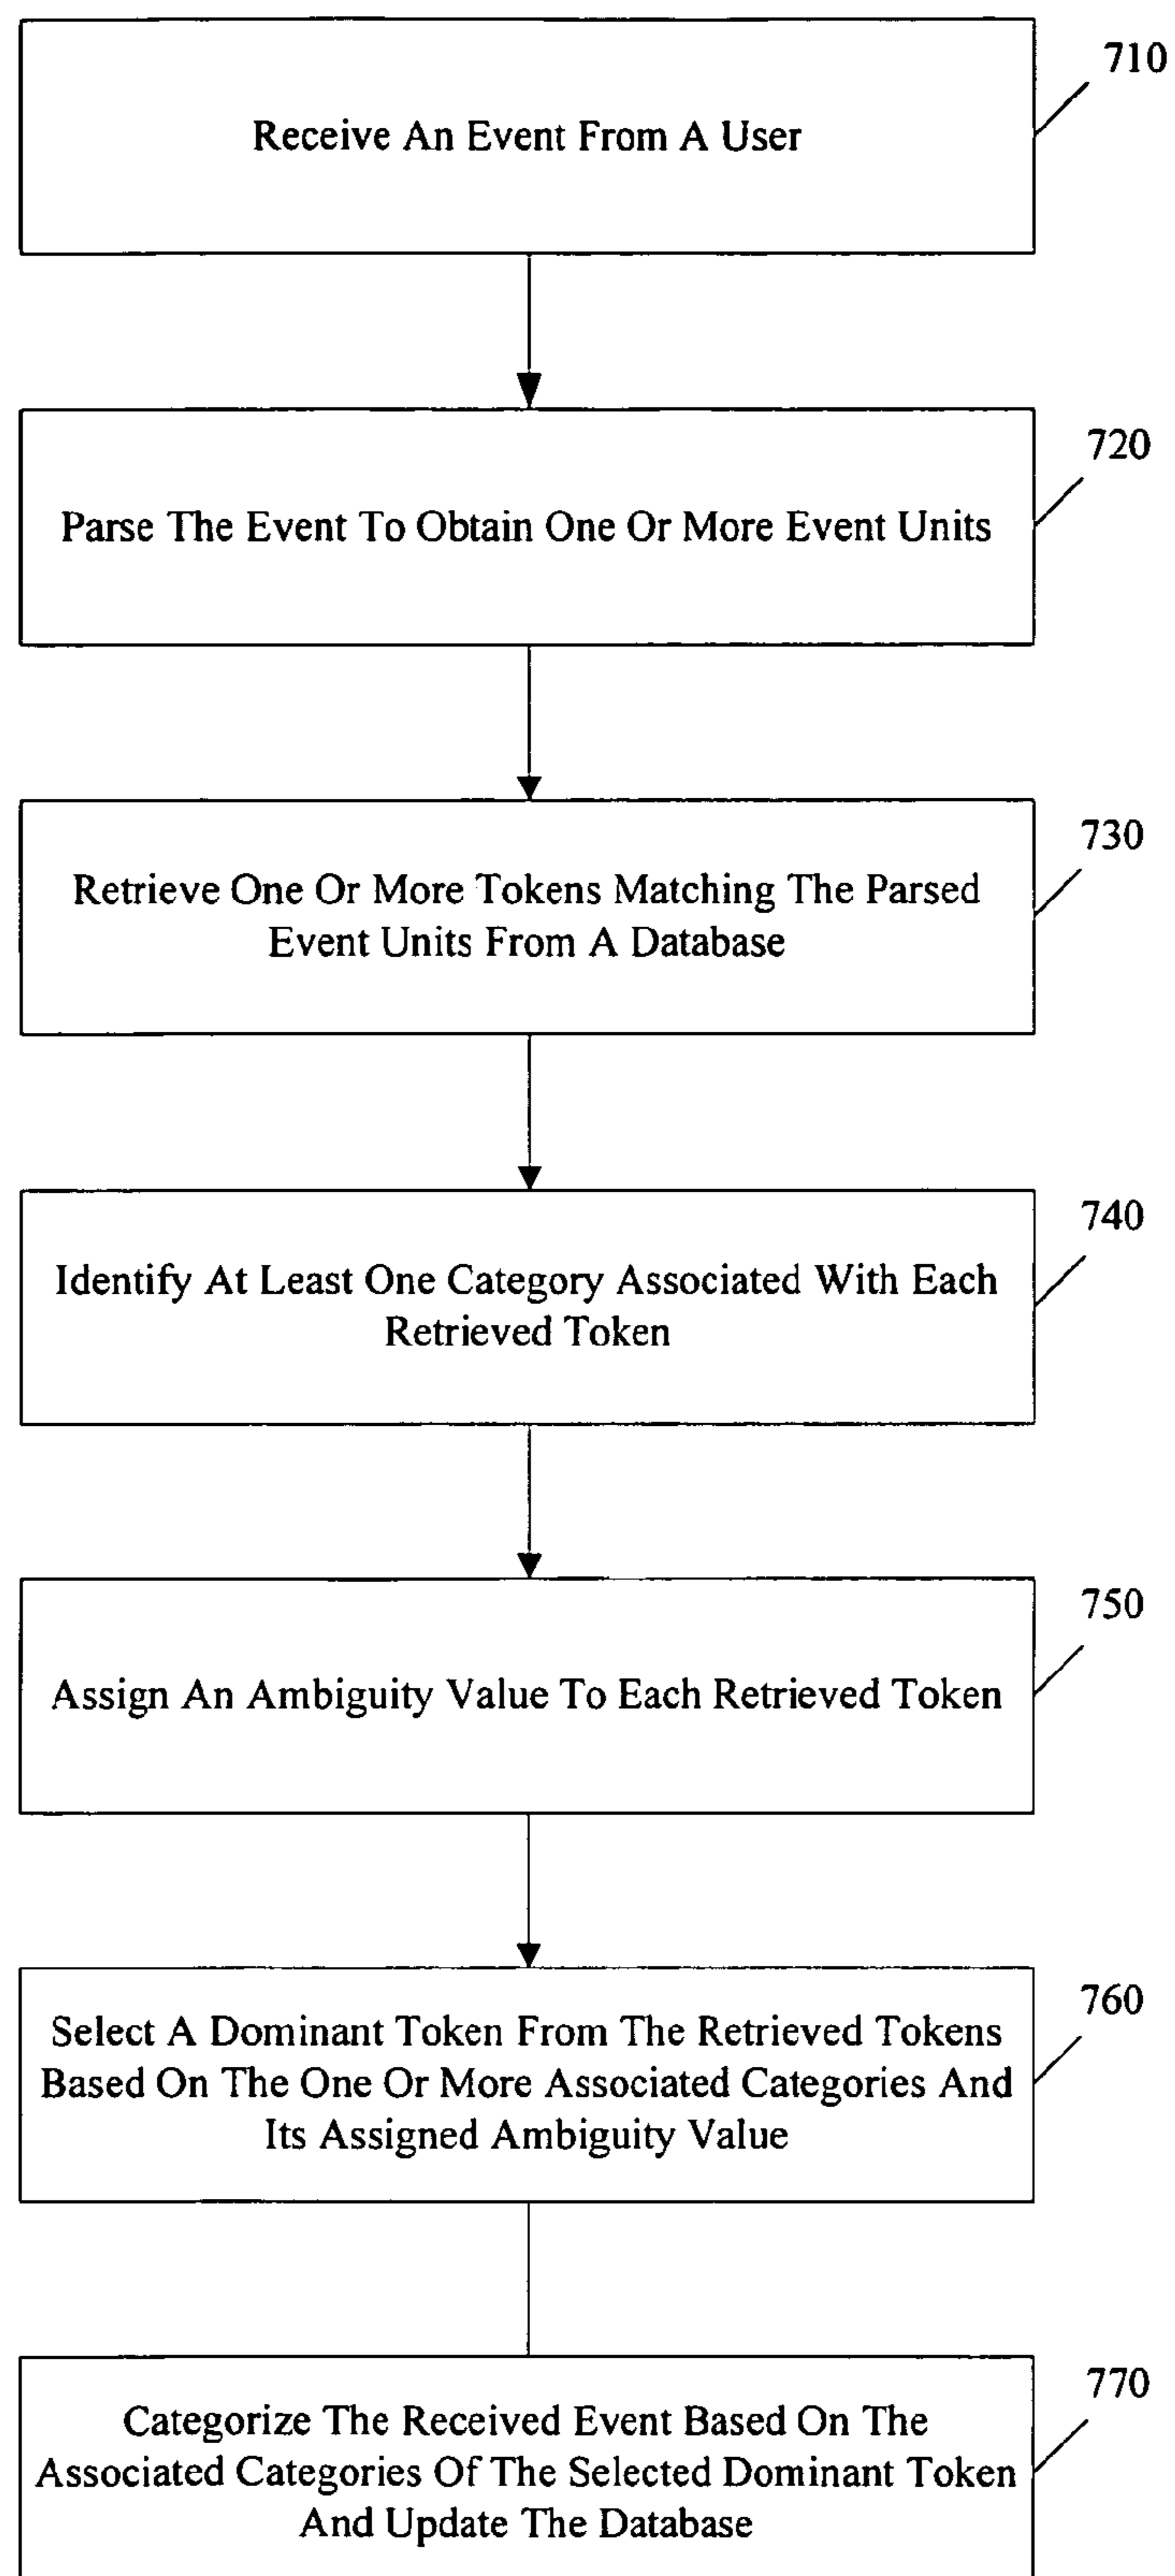 710
Receive An Event From A User
720
Parse The Event To Obtain One Or More Event Units
730
Retrieve One Or More Tokens Matching The Parsed
Event Units From A Database
740
Identify At Least One Category Associated With Each
Retrieved Token
750
Assign An Ambiguity Value To Each Retrieved Token
760
Select A Dominant Token From The Retrieved Tokens
Based On The One Or More Associated Categories And
Its Assigned Ambiguity Value
770
Categorize The Received Event Based On The
Associated Categories Of The Selected Dominant Token
And Update The Database